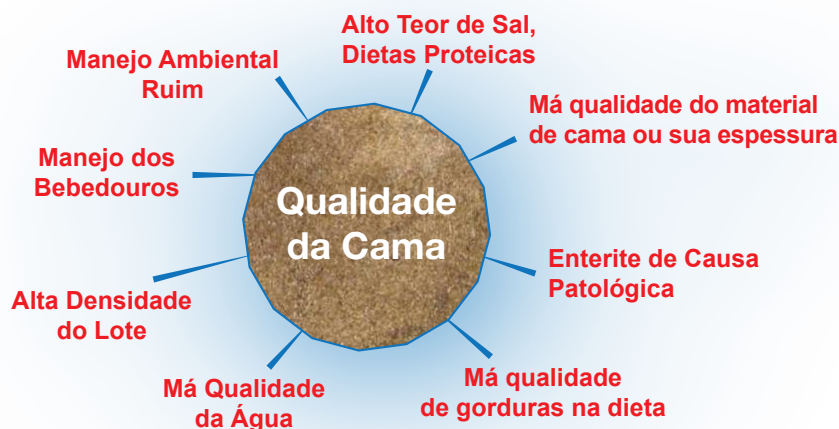 Alto Teor de Sal,
Dietas Proteicas
Manejo Ambiental
Ruim
Má qualidade do material
de cama ou sua espessura
Manejo dos
Bebedouros
Qualidade
da Cama
Enterite de Causa
Patológica
Alta Densidade
do Lote
Má Qualidade
da Água
Má qualidade
de gorduras na dieta